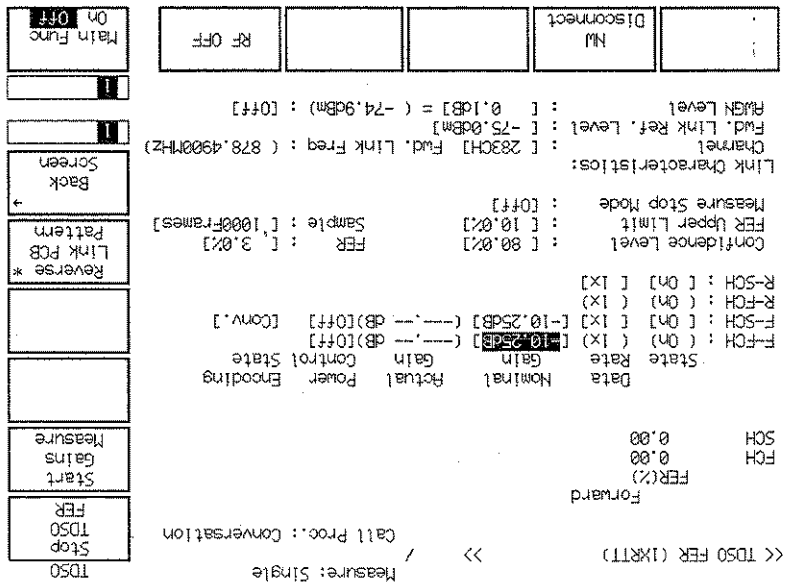 << TDSO FER (1XRTT) >> /
Measure: Single
Call Proc.: Conversation
Forward
FER(%)
FCH 0.00
SCH 0.00
Data Nominal Actual Power Encoding
State Rate Gain Gain Control State
F-FCH : ( On) ( 1x) [-10.25dB] (---.-- dB)[Off]
F-SCH : [ On] [ 1x] [-10.25dB] (---.-- dB)[Off] [Conv.]
R-FCH : ( On) ( 1x)
R-SCH : [ On] [ 1x]
Confidence Level : [ 80.0%] FER : [ 3.0%]
FER Upper Limit : [ 10.0%] Sample : [ 1000Frames]
Measure Stop Mode : [Off]
Link Characteristics:
Channel : [ 283CH] Fwd. Link Freq : ( 878.4900MHz)
Fwd. Link Ref. Level : [ -75.0dBm]
AWGN Level : [ 0.1dB] = ( -74.9dBm) : [Off]
NW
Disconnect
RF OFF
TDSO
Stop
TDSO
FER
Start
Gains
Measure
Reverse *
Link PCB
Pattern
→
Back
Screen
1
1
Main Func
On Off